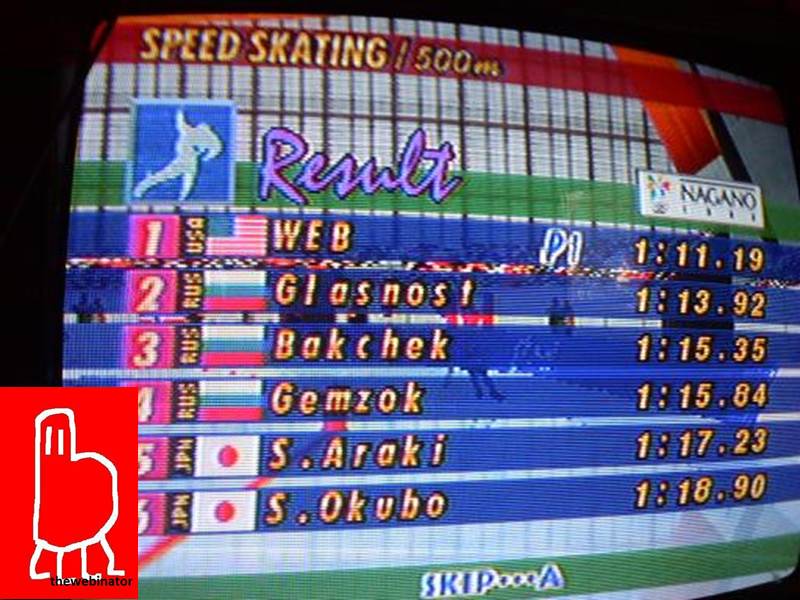 SPEED SKATING / 500m
Result
NAGANO
1998
1 USA WEB P1 1:11.19
2 RUS Glasnost 1:13.92
3 RUS Bakchek 1:15.35
4 RUS Gemzok 1:15.84
5 JPN S.Araki 1:17.23
6 JPN S.Okubo 1:18.90
SKIP····A
thewebinator